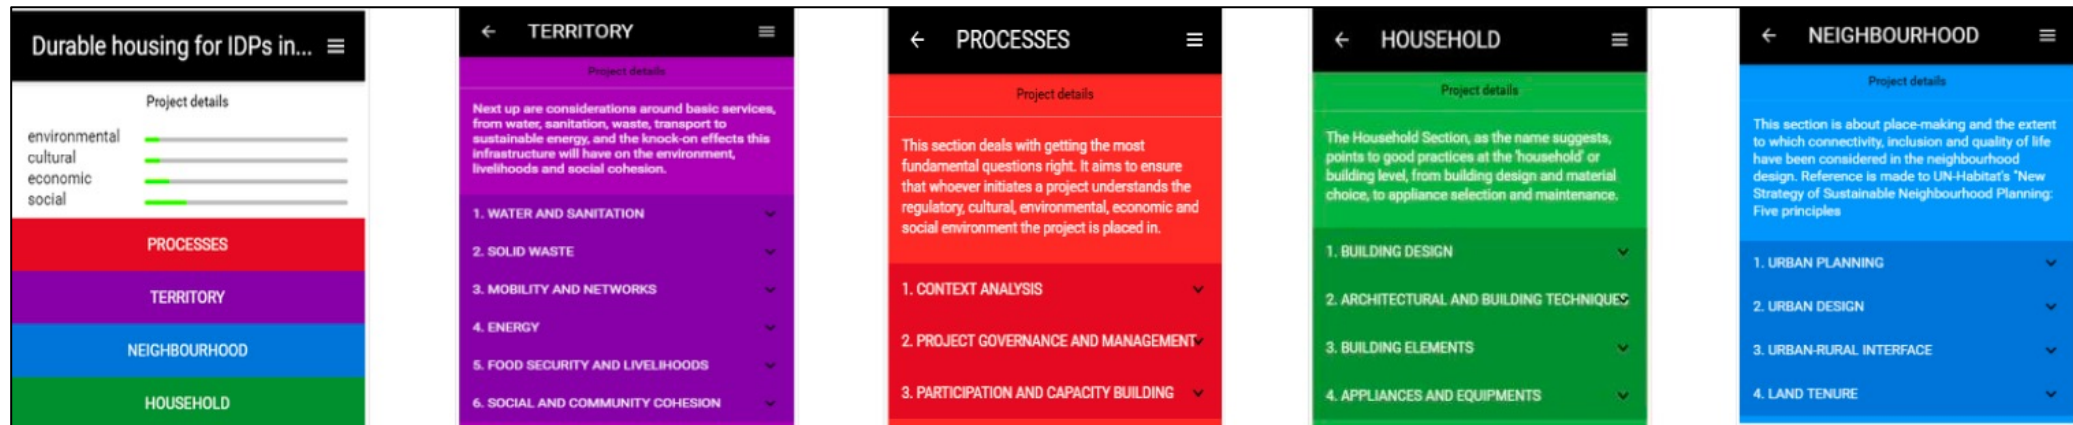 Durable housing for IDPs in...
Project details
environmental
cultural
economic
social
PROCESSES
TERRITORY
NEIGHBOURHOOD
HOUSEHOLD
TERRITORY
Project details
Next up are considerations around basic services,
from water, sanitation, waste, transport to
sustainable energy, and the knock-on effects this
infrastructure will have on the environment,
livelihoods and social cohesion.
1. WATER AND SANITATION
2. SOLID WASTE
3. MOBILITY AND NETWORKS
4. ENERGY
5. FOOD SECURITY AND LIVELIHOODS
6. SOCIAL AND COMMUNITY COHESION
PROCESSES
Project details
This section deals with getting the most
fundamental questions right. It aims to ensure
that whoever initiates a project understands the
regulatory, cultural, environmental, economic and
social environment the project is placed in.
1. CONTEXT ANALYSIS
2. PROJECT GOVERNANCE AND MANAGEMENT
3. PARTICIPATION AND CAPACITY BUILDING
HOUSEHOLD
Project details
The Household Section, as the name suggests,
points to good practices at the 'household' or
building level, from building design and material
choice, to appliance selection and maintenance.
1. BUILDING DESIGN
2. ARCHITECTURAL AND BUILDING TECHNIQUES
3. BUILDING ELEMENTS
4. APPLIANCES AND EQUIPMENTS
NEIGHBOURHOOD
Project details
This section is about place-making and the extent
to which connectivity, inclusion and quality of life
have been considered in the neighbourhood
design. Reference is made to UN-Habitat's "New
Strategy of Sustainable Neighbourhood Planning:
Five principles
1. URBAN PLANNING
2. URBAN DESIGN
3. URBAN-RURAL INTERFACE
4. LAND TENURE